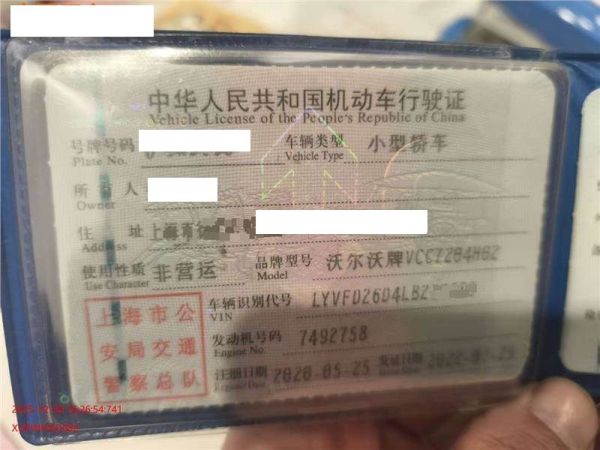 中华人民共和国机动车行驶证
Vehicle License of the People's Republic of China
号牌号码
Plate No.
车辆类型 小型轿车
Vehicle Type
所有人
Owner
住址 上海市
Address
使用性质 非营运
Use Character
品牌型号 沃尔沃牌VCC7204H02
Model
车辆识别代号 LYVFD26D4LB2
VIN
发动机号码 7492758
Engine No.
注册日期 2020-05-25
Register Date
发证日期
Issue Date
上海市公
安局交通
警察总队